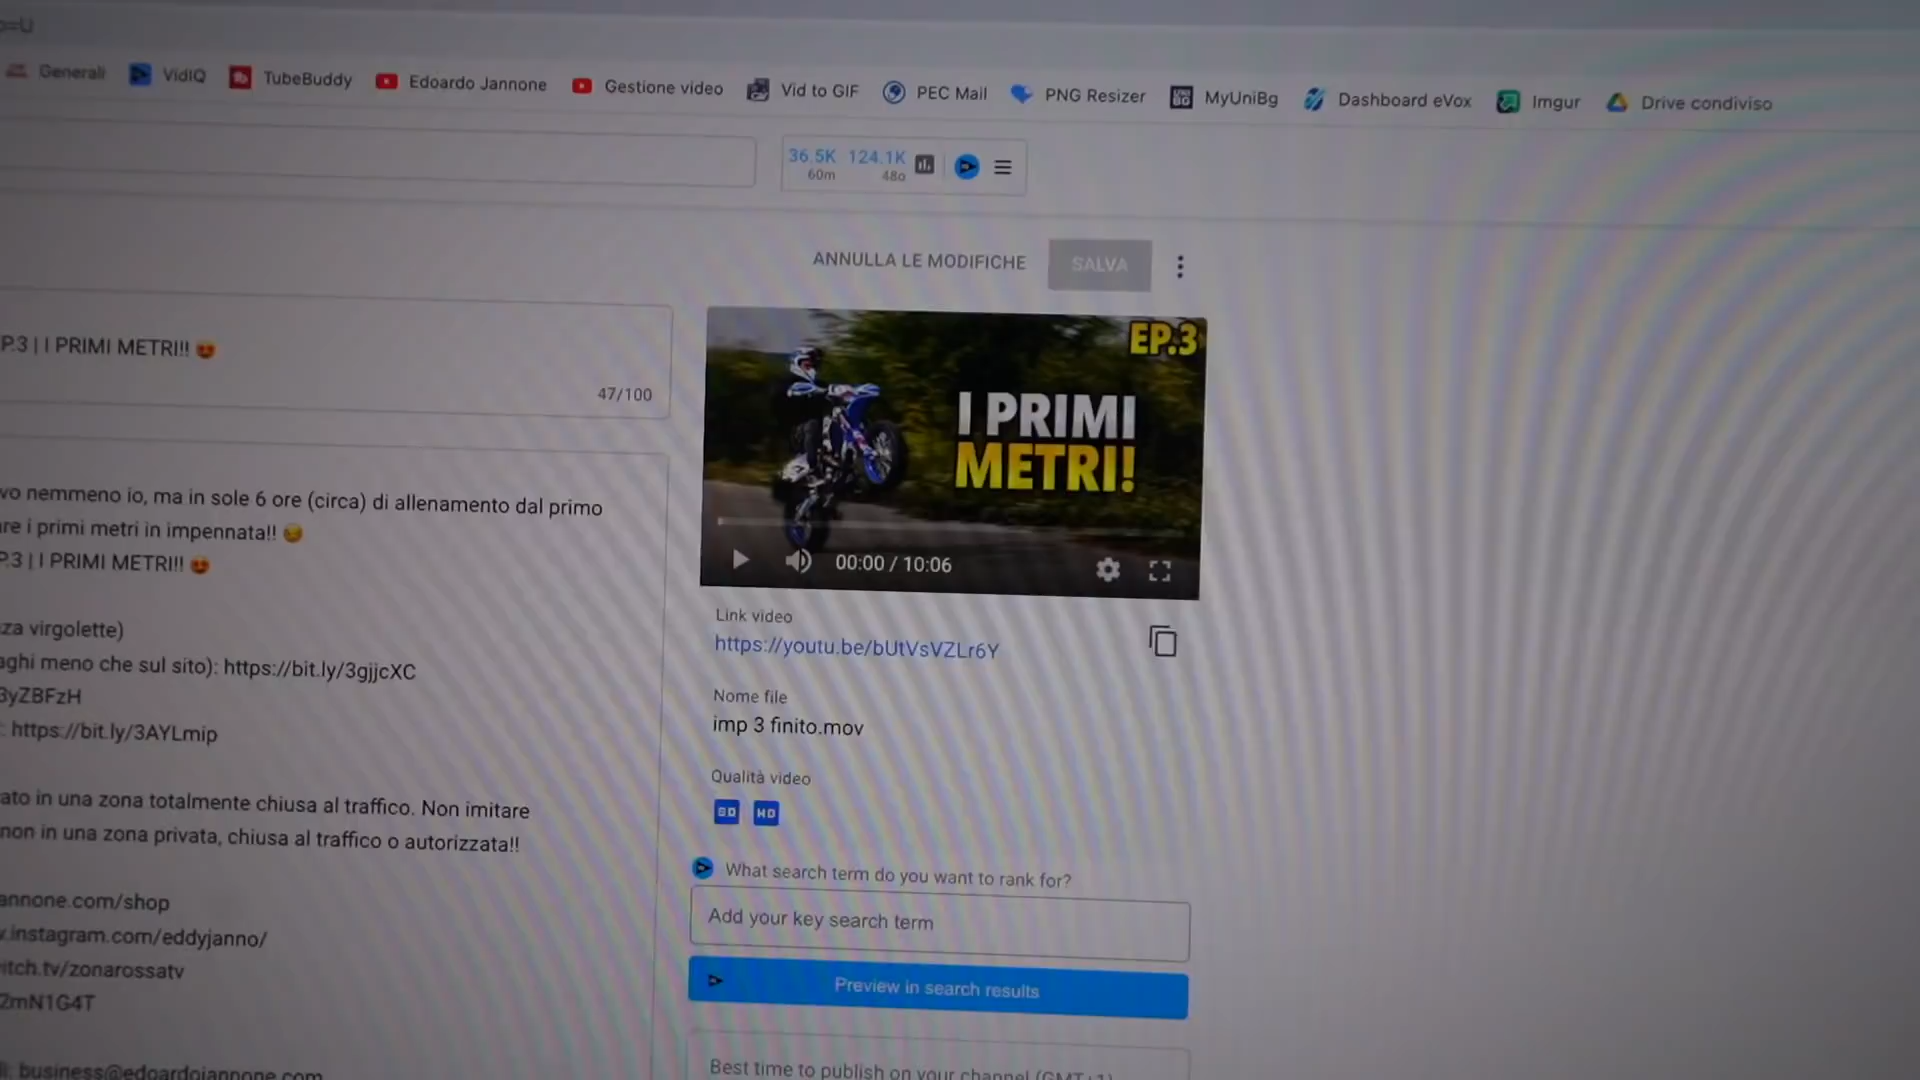 =U
Generali VidIQ TubeBuddy Edoardo Jannone Gestione video Vid to GIF PEC Mail PNG Resizer MyUniBg Dashboard eVox Imgur Drive condiviso
36.5K 124.1K
60m 48o
ANNULLA LE MODIFICHE SALVA
P.3 | I PRIMI METRI!! 😍
47/100
EP.3
I PRIMI
METRI!
00:00 / 10:06
vo nemmeno io, ma in sole 6 ore (circa) di allenamento dal primo
are i primi metri in impennata!! 😉
P.3 | I PRIMI METRI!! 😍
za virgolette)
aghi meno che sul sito): https://bit.ly/3gjjcXC
3yZBFzH
: https://bit.ly/3AYLmip
ato in una zona totalmente chiusa al traffico. Non imitare
non in una zona privata, chiusa al traffico o autorizzata!!
annone.com/shop
.instagram.com/eddyjanno/
itch.tv/zonarossatv
2mN1G4T
: business@edoardojannone.com
Link video
https://youtu.be/bUtVsVZLr6Y
Nome file
imp 3 finito.mov
Qualità video
SD HD
What search term do you want to rank for?
Add your key search term
Preview in search results
Best time to publish on your channel (GMT+1)